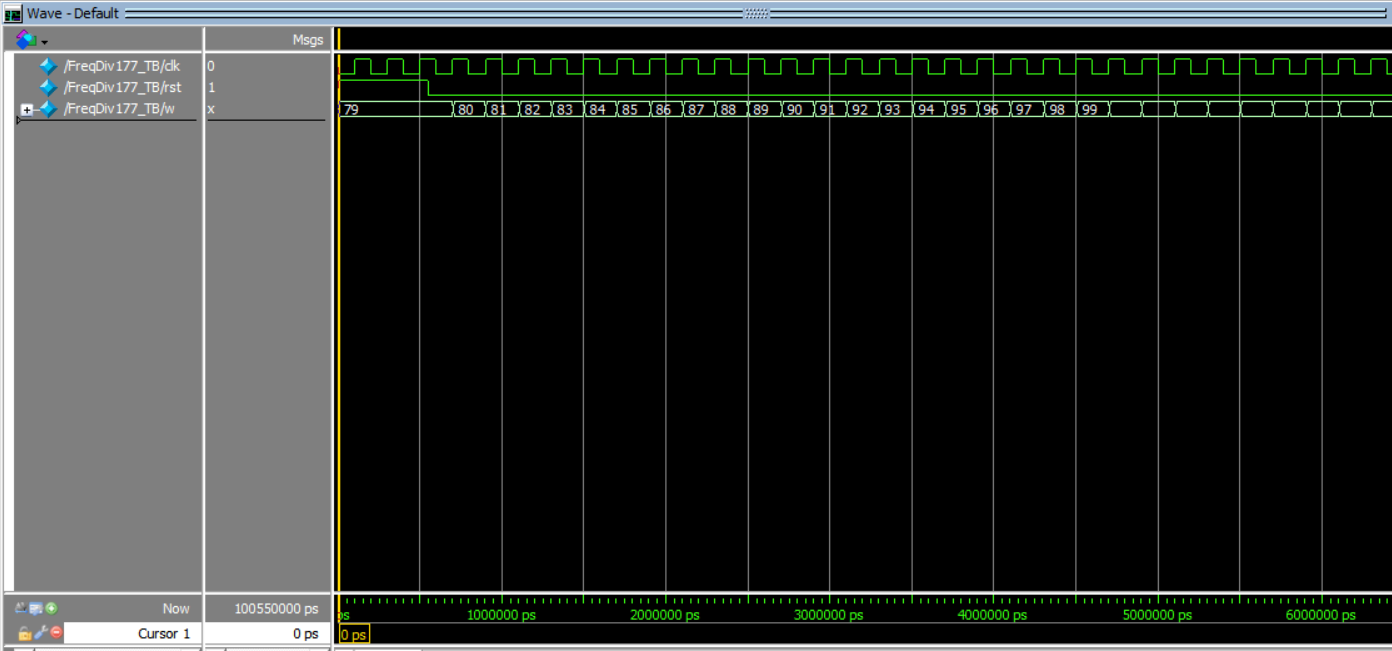 Wave - Default
Msgs
/FreqDiv177_TB/clk 0
/FreqDiv177_TB/rst 1
/FreqDiv177_TB/w x 79 80 81 82 83 84 85 86 87 88 89 90 91 92 93 94 95 96 97 98 99
Now 100550000 ps ps 1000000 ps 2000000 ps 3000000 ps 4000000 ps 5000000 ps 6000000 ps
Cursor 1 0 ps 0 ps